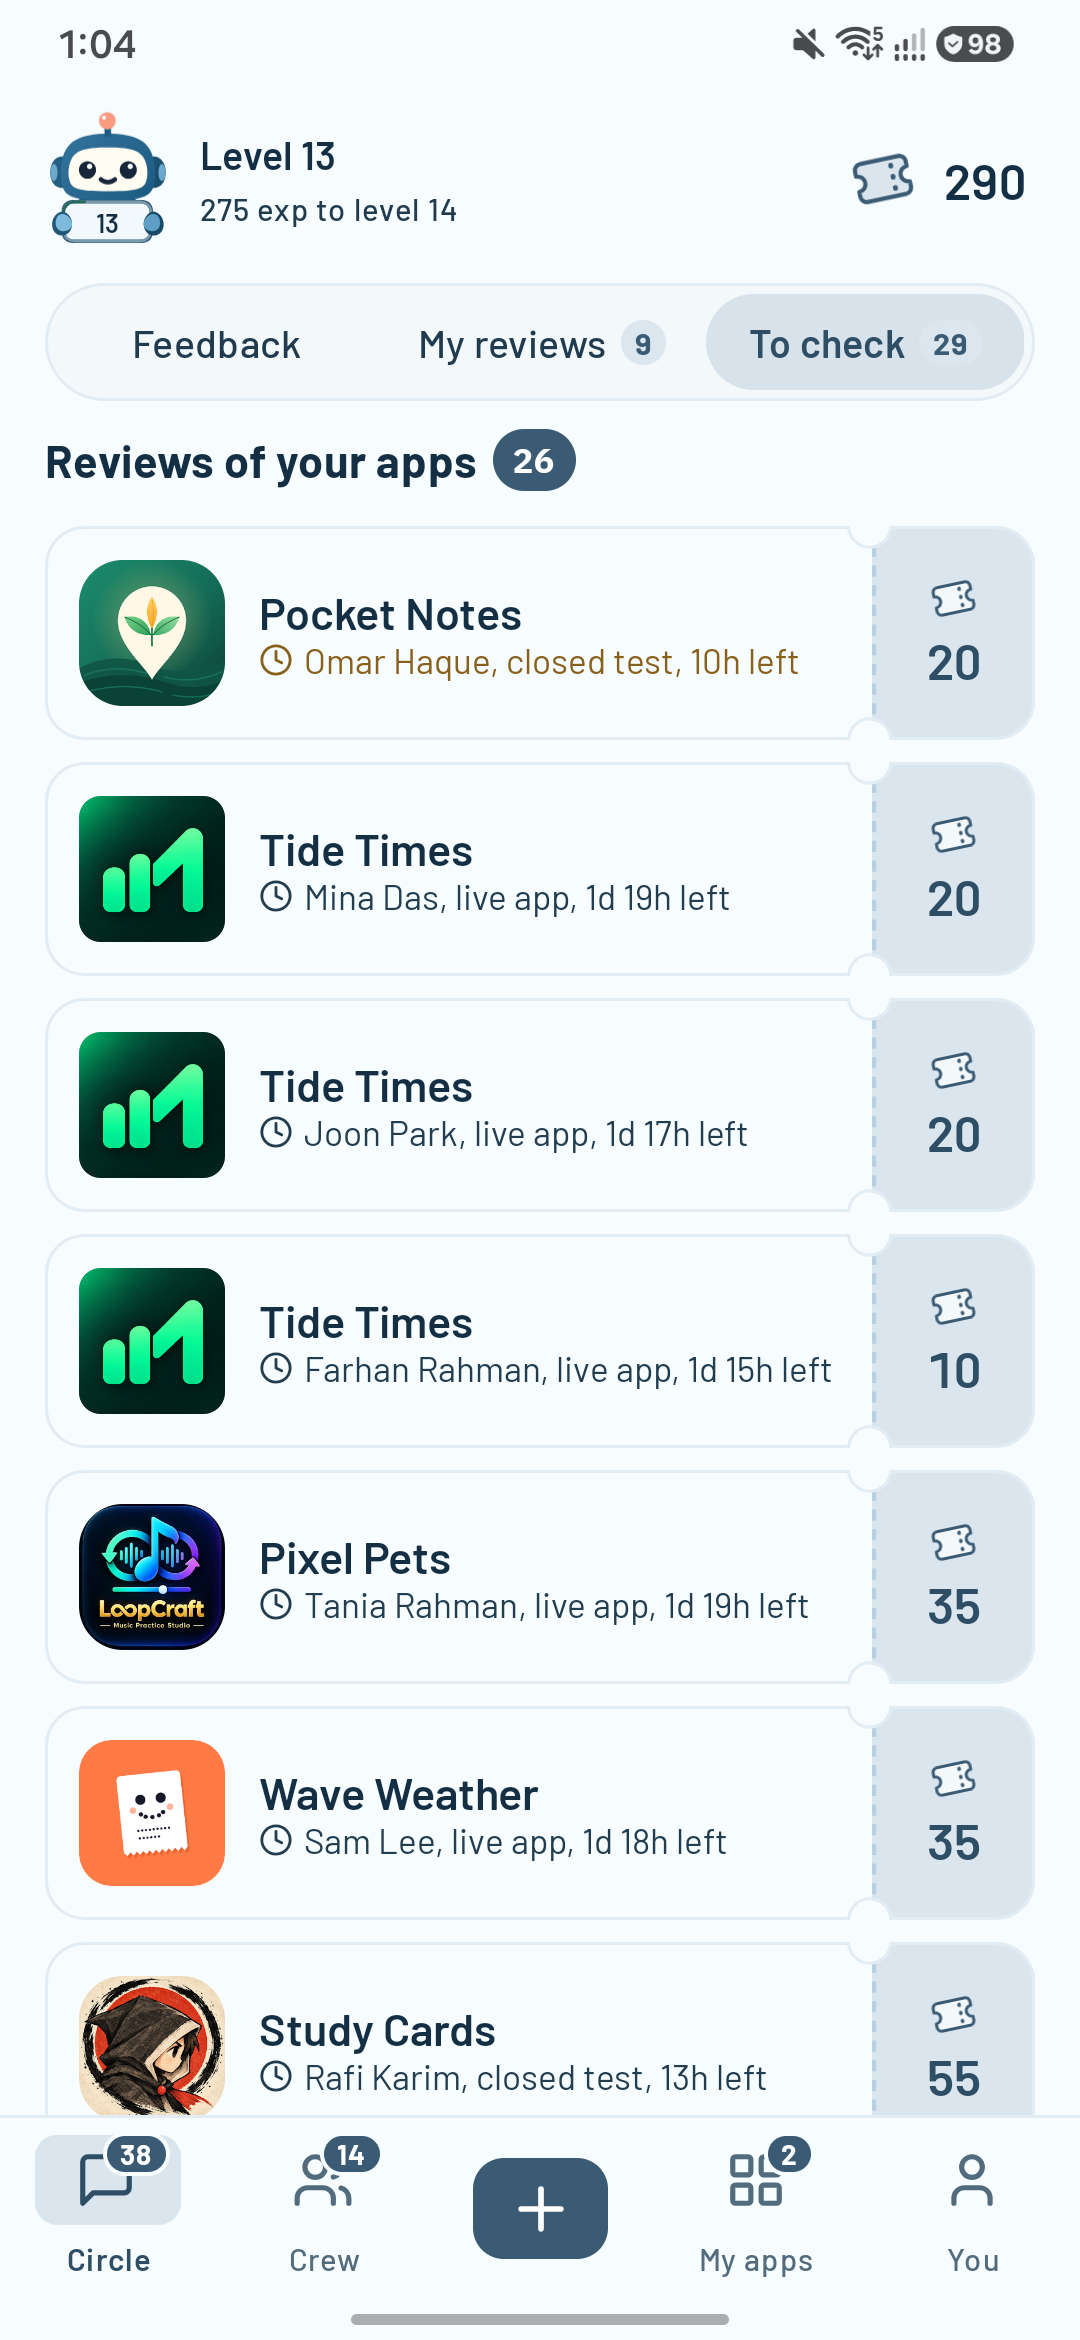 1:04
5
98
13
Level 13
275 exp to level 14
290
Feedback
My reviews 9
To check 29
Reviews of your apps 26
Pocket Notes
Omar Haque, closed test, 10h left
20
Tide Times
Mina Das, live app, 1d 19h left
20
Tide Times
Joon Park, live app, 1d 17h left
20
Tide Times
Farhan Rahman, live app, 1d 15h left
10
LoopCraft
Music Practice Studio
Pixel Pets
Tania Rahman, live app, 1d 19h left
35
Wave Weather
Sam Lee, live app, 1d 18h left
35
Study Cards
Rafi Karim, closed test, 13h left
55
38
Circle
14
Crew
2
My apps
You